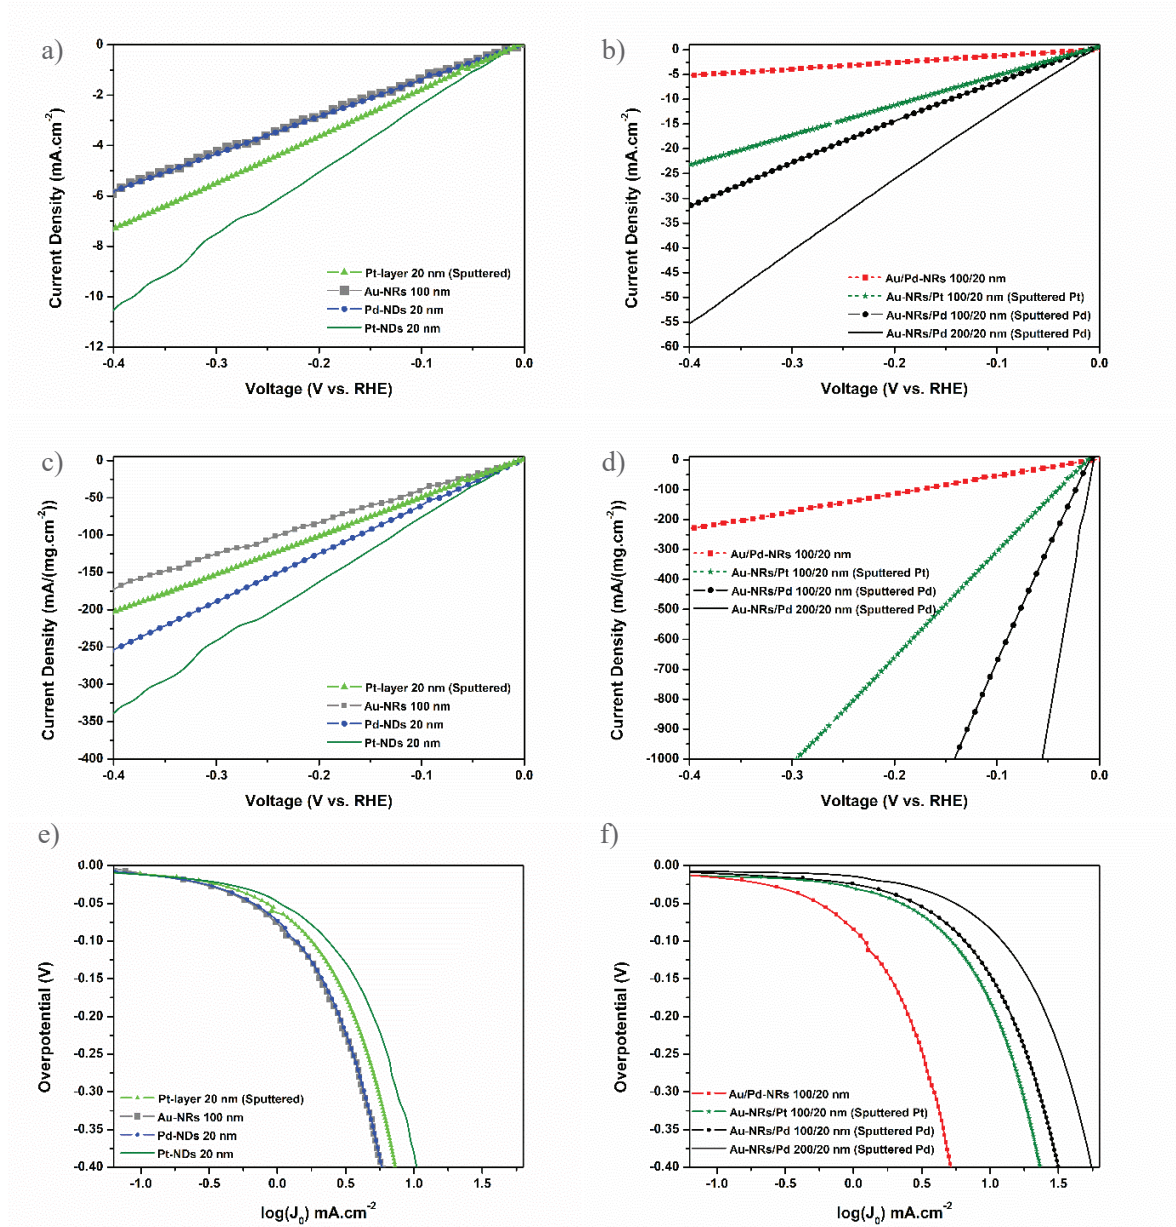 a)
0
-2
-4
-6
-8
-10
-12
-0.4
-0.3
-0.2
-0.1
0.0
Current Density (mA.cm-2)
Voltage (V vs. RHE)
Pt-layer 20 nm (Sputtered)
Au-NRs 100 nm
Pd-NDs 20 nm
Pt-NDs 20 nm
b)
0
-5
-10
-15
-20
-25
-30
-35
-40
-45
-50
-55
-60
-0.4
-0.3
-0.2
-0.1
0.0
Current Density (mA.cm-2)
Voltage (V vs. RHE)
Au/Pd-NRs 100/20 nm
Au-NRs/Pt 100/20 nm (Sputtered Pt)
Au-NRs/Pd 100/20 nm (Sputtered Pd)
Au-NRs/Pd 200/20 nm (Sputtered Pd)
c)
0
-50
-100
-150
-200
-250
-300
-350
-400
-0.4
-0.3
-0.2
-0.1
0.0
Current Density (mA/(mg.cm-2))
Voltage (V vs. RHE)
Pt-layer 20 nm (Sputtered)
Au-NRs 100 nm
Pd-NDs 20 nm
Pt-NDs 20 nm
d)
0
-100
-200
-300
-400
-500
-600
-700
-800
-900
-1000
-0.4
-0.3
-0.2
-0.1
0.0
Current Density (mA/(mg.cm-2))
Voltage (V vs. RHE)
Au/Pd-NRs 100/20 nm
Au-NRs/Pt 100/20 nm (Sputtered Pt)
Au-NRs/Pd 100/20 nm (Sputtered Pd)
Au-NRs/Pd 200/20 nm (Sputtered Pd)
e)
0.00
-0.05
-0.10
-0.15
-0.20
-0.25
-0.30
-0.35
-0.40
-1.0
-0.5
0.0
0.5
1.0
1.5
Overpotential (V)
log(J0) mA.cm-2
Pt-layer 20 nm (Sputtered)
Au-NRs 100 nm
Pd-NDs 20 nm
Pt-NDs 20 nm
f)
0.00
-0.05
-0.10
-0.15
-0.20
-0.25
-0.30
-0.35
-0.40
-1.0
-0.5
0.0
0.5
1.0
1.5
Overpotential (V)
log(J0) mA.cm-2
Au/Pd-NRs 100/20 nm
Au-NRs/Pt 100/20 nm (Sputtered Pt)
Au-NRs/Pd 100/20 nm (Sputtered Pd)
Au-NRs/Pd 200/20 nm (Sputtered Pd)